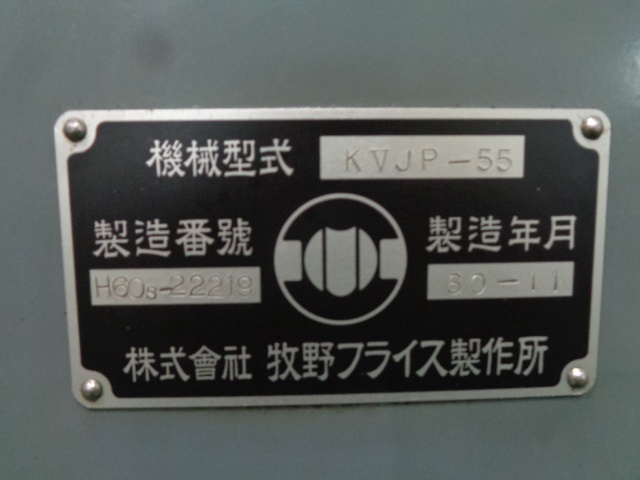 機械型式 KVJP-55
製造番號 製造年月
H60s-22219 80-11
株式會社 牧野フライス製作所